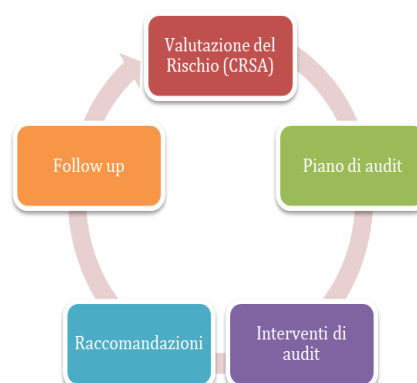 Valutazione del
Rischio (CRSA)
Piano di audit
Interventi di
audit
Raccomandazioni
Follow up